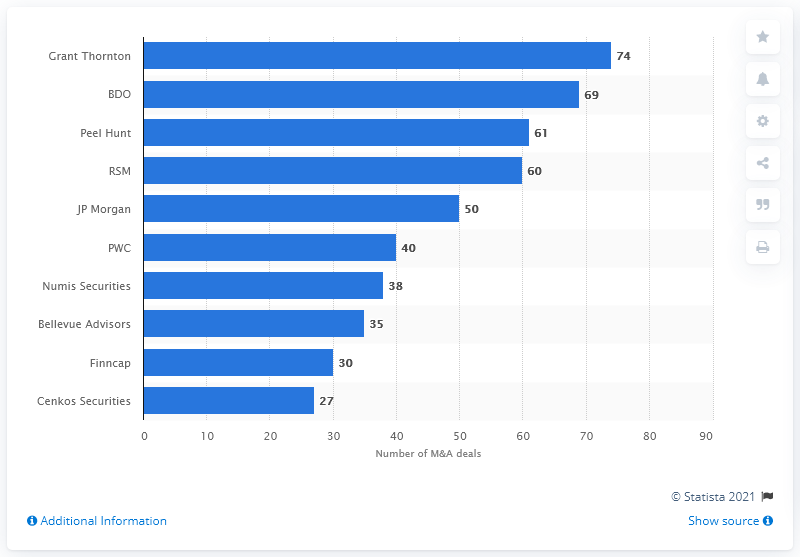 Grant Thornton 74
BDO 69
Peel Hunt 61
RSM 60
JP Morgan 50
PWC 40
Numis Securities 38
Bellevue Advisors 35
Finncap 30
Cenkos Securities 27
0 10 20 30 40 50 60 70 80 90
Number of M&A deals
© Statista 2021
Additional Information Show source